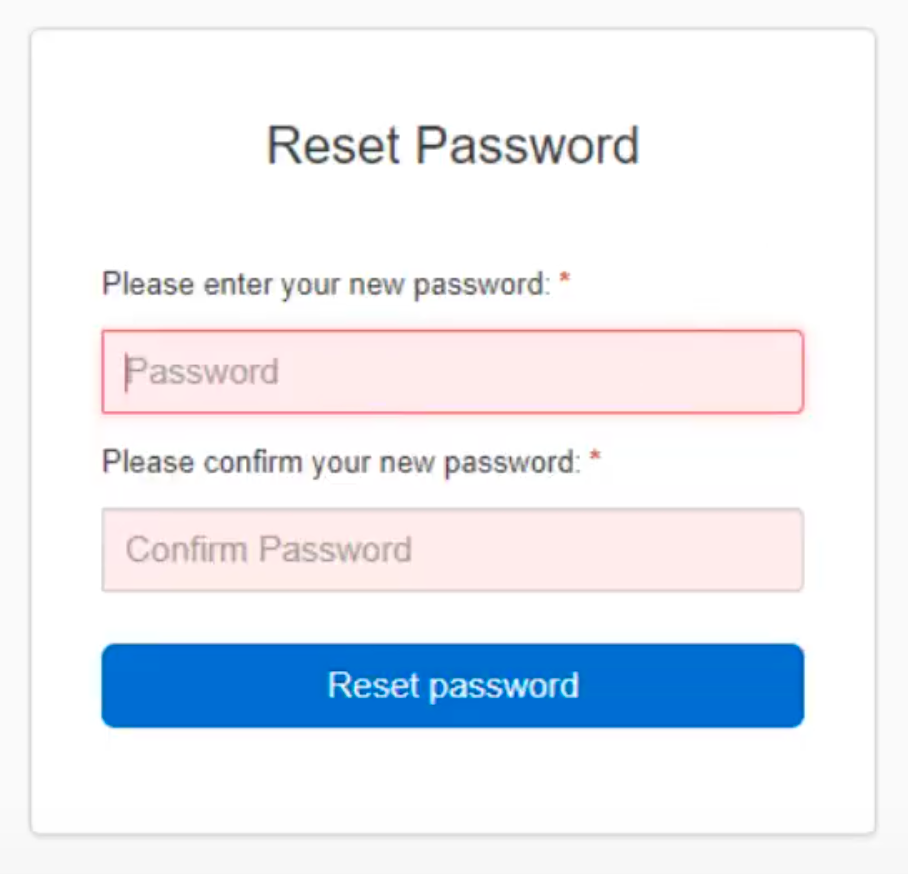 Reset Password
Please enter your new password: *
Password
Please confirm your new password: *
Confirm Password
Reset password